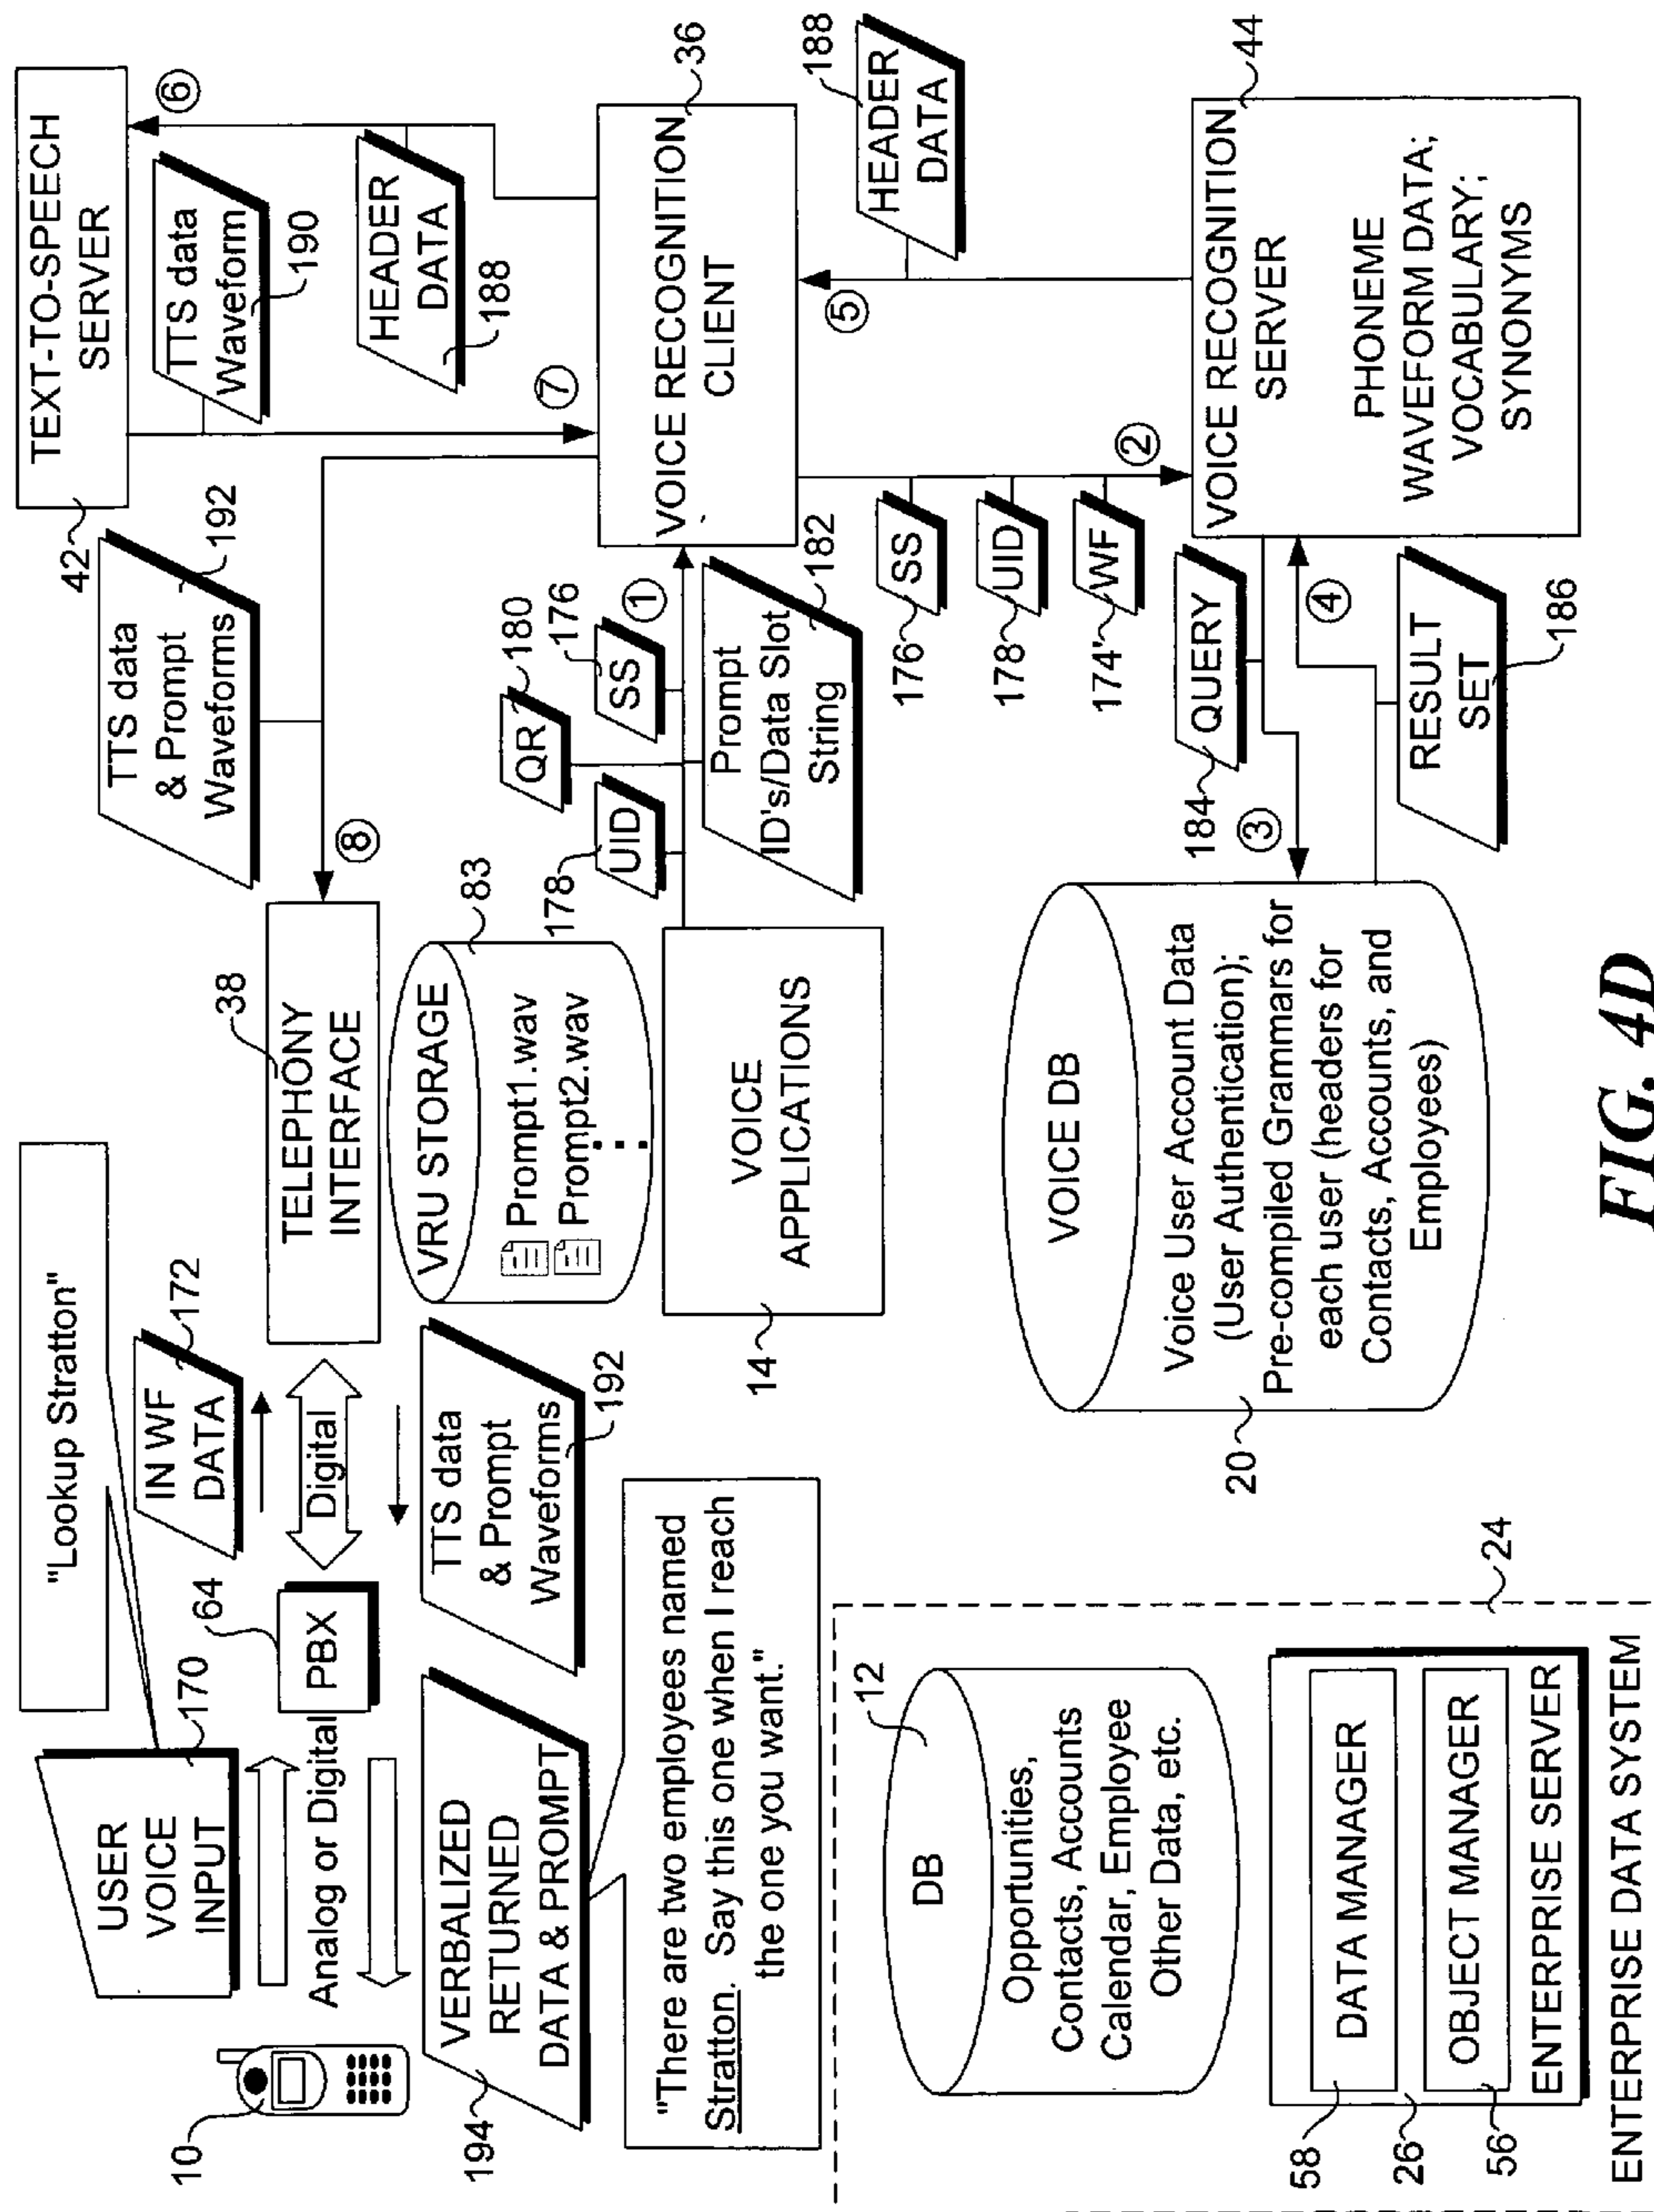 "Lookup Stratton"
USER
VOICE
INPUT
170
IN WF
DATA
172
10
Analog or Digital
64
PBX
Digital
38
TELEPHONY
INTERFACE
VERBALIZED
RETURNED
DATA & PROMPT
194
TTS data
& Prompt
Waveforms
192
"There are two employees named
Stratton. Say this one when I reach
the one you want."
VRU STORAGE
83
Prompt1.wav
Prompt2.wav
VOICE
APPLICATIONS
14
TTS data
& Prompt
Waveforms
192
8
TEXT-TO-SPEECH
SERVER
42
6
TTS data
Waveform
190
HEADER
DATA
188
7
QR
180
SS
176
UID
178
1
Prompt
ID's/Data Slot
String
182
VOICE RECOGNITION
CLIENT
36
HEADER
DATA
188
5
SS
176
UID
178
WF
174'
2
QUERY
184
3
4
RESULT
SET
186
VOICE RECOGNITION
SERVER
44
PHONEME
WAVEFORM DATA;
VOCABULARY;
SYNONYMS
VOICE DB
Voice User Account Data
(User Authentication);
Pre-compiled Grammars for
each user (headers for
Contacts, Accounts, and
Employees)
20
DB
12
Opportunities,
Contacts, Accounts
Calendar, Employee
Other Data, etc.
24
DATA MANAGER
58
OBJECT MANAGER
56
26
ENTERPRISE SERVER
ENTERPRISE DATA SYSTEM
FIG. 4D